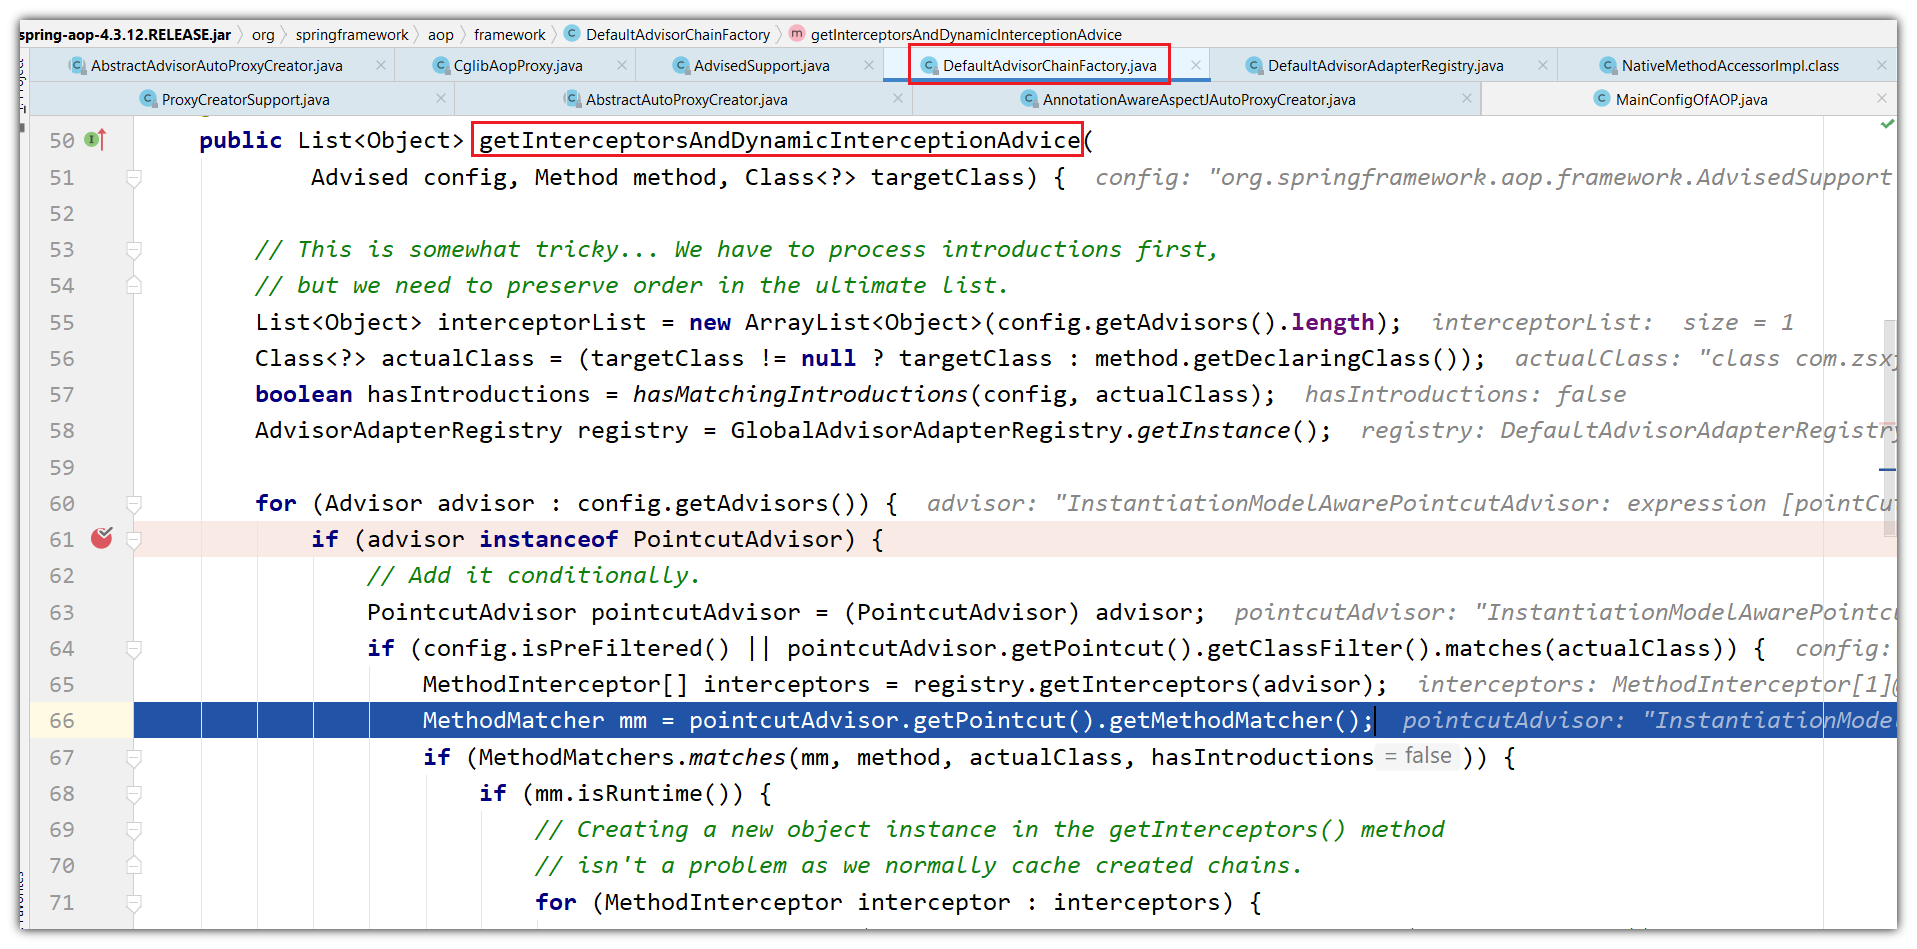 spring-aop-4.3.12.RELEASE.jar org springframework aop framework DefaultAdvisorChainFactory getInterceptorsAndDynamicInterceptionAdvice
AbstractAdvisorAutoProxyCreator.java CglibAopProxy.java AdvisedSupport.java DefaultAdvisorChainFactory.java DefaultAdvisorAdapterRegistry.java NativeMethodAccessorImpl.class
ProxyCreatorSupport.java AbstractAutoProxyCreator.java AnnotationAwareAspectJAutoProxyCreator.java MainConfigOfAOP.java
50 public List<Object> getInterceptorsAndDynamicInterceptionAdvice(
51 Advised config, Method method, Class<?> targetClass) { config: "org.springframework.aop.framework.AdvisedSupport
52
53 // This is somewhat tricky... We have to process introductions first,
54 // but we need to preserve order in the ultimate list.
55 List<Object> interceptorList = new ArrayList<Object>(config.getAdvisors().length); interceptorList: size = 1
56 Class<?> actualClass = (targetClass != null ? targetClass : method.getDeclaringClass()); actualClass: "class com.zsx
57 boolean hasIntroductions = hasMatchingIntroductions(config, actualClass); hasIntroductions: false
58 AdvisorAdapterRegistry registry = GlobalAdvisorAdapterRegistry.getInstance(); registry: DefaultAdvisorAdapterRegistry
59
60 for (Advisor advisor : config.getAdvisors()) { advisor: "InstantiationModelAwarePointcutAdvisor: expression [pointCut
61 if (advisor instanceof PointcutAdvisor) {
62 // Add it conditionally.
63 PointcutAdvisor pointcutAdvisor = (PointcutAdvisor) advisor; pointcutAdvisor: "InstantiationModelAwarePointcu
64 if (config.isPreFiltered() || pointcutAdvisor.getPointcut().getClassFilter().matches(actualClass)) { config:
65 MethodInterceptor[] interceptors = registry.getInterceptors(advisor); interceptors: MethodInterceptor[1]@
66 MethodMatcher mm = pointcutAdvisor.getPointcut().getMethodMatcher(); pointcutAdvisor: "InstantiationModel
67 if (MethodMatchers.matches(mm, method, actualClass, hasIntroductions = false )) {
68 if (mm.isRuntime()) {
69 // Creating a new object instance in the getInterceptors() method
70 // isn't a problem as we normally cache created chains.
71 for (MethodInterceptor interceptor : interceptors) {